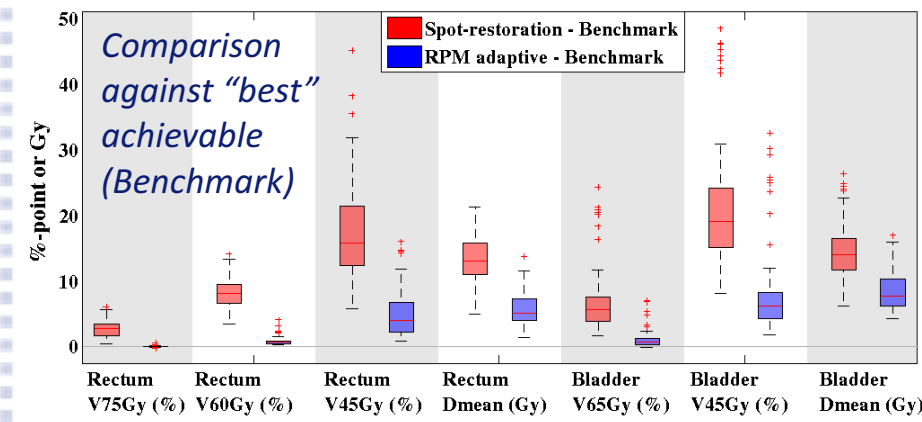 50
40
30
20
10
0
%-point or Gy
Comparison
against “best”
achievable
(Benchmark)
Spot-restoration - Benchmark
RPM adaptive - Benchmark
Rectum
V75Gy (%)
Rectum
V60Gy (%)
Rectum
V45Gy (%)
Rectum
Dmean (Gy)
Bladder
V65Gy (%)
Bladder
V45Gy (%)
Bladder
Dmean (Gy)